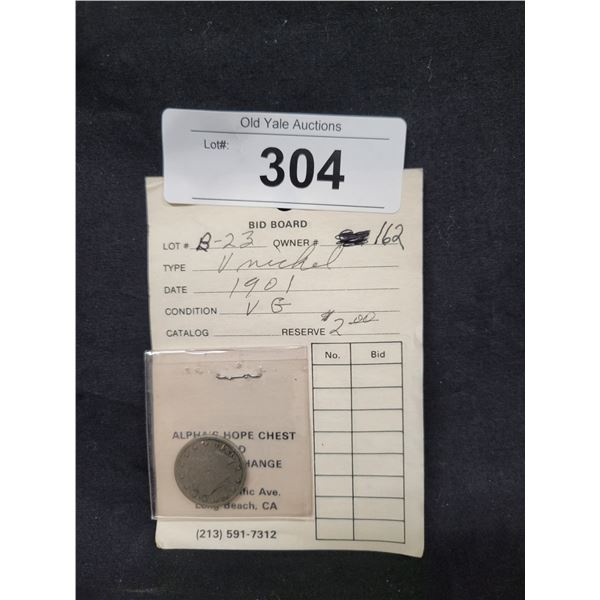 Old Yale Auctions
Lot#:
304
BID BOARD
LOT # B-23 OWNER # 162
TYPE V nickel
DATE 1901
CONDITION VG
CATALOG RESERVE $2.00
No. Bid
ALPHA'S HOPE CHEST
Ave.
Long Beach, CA
(213) 591-7312